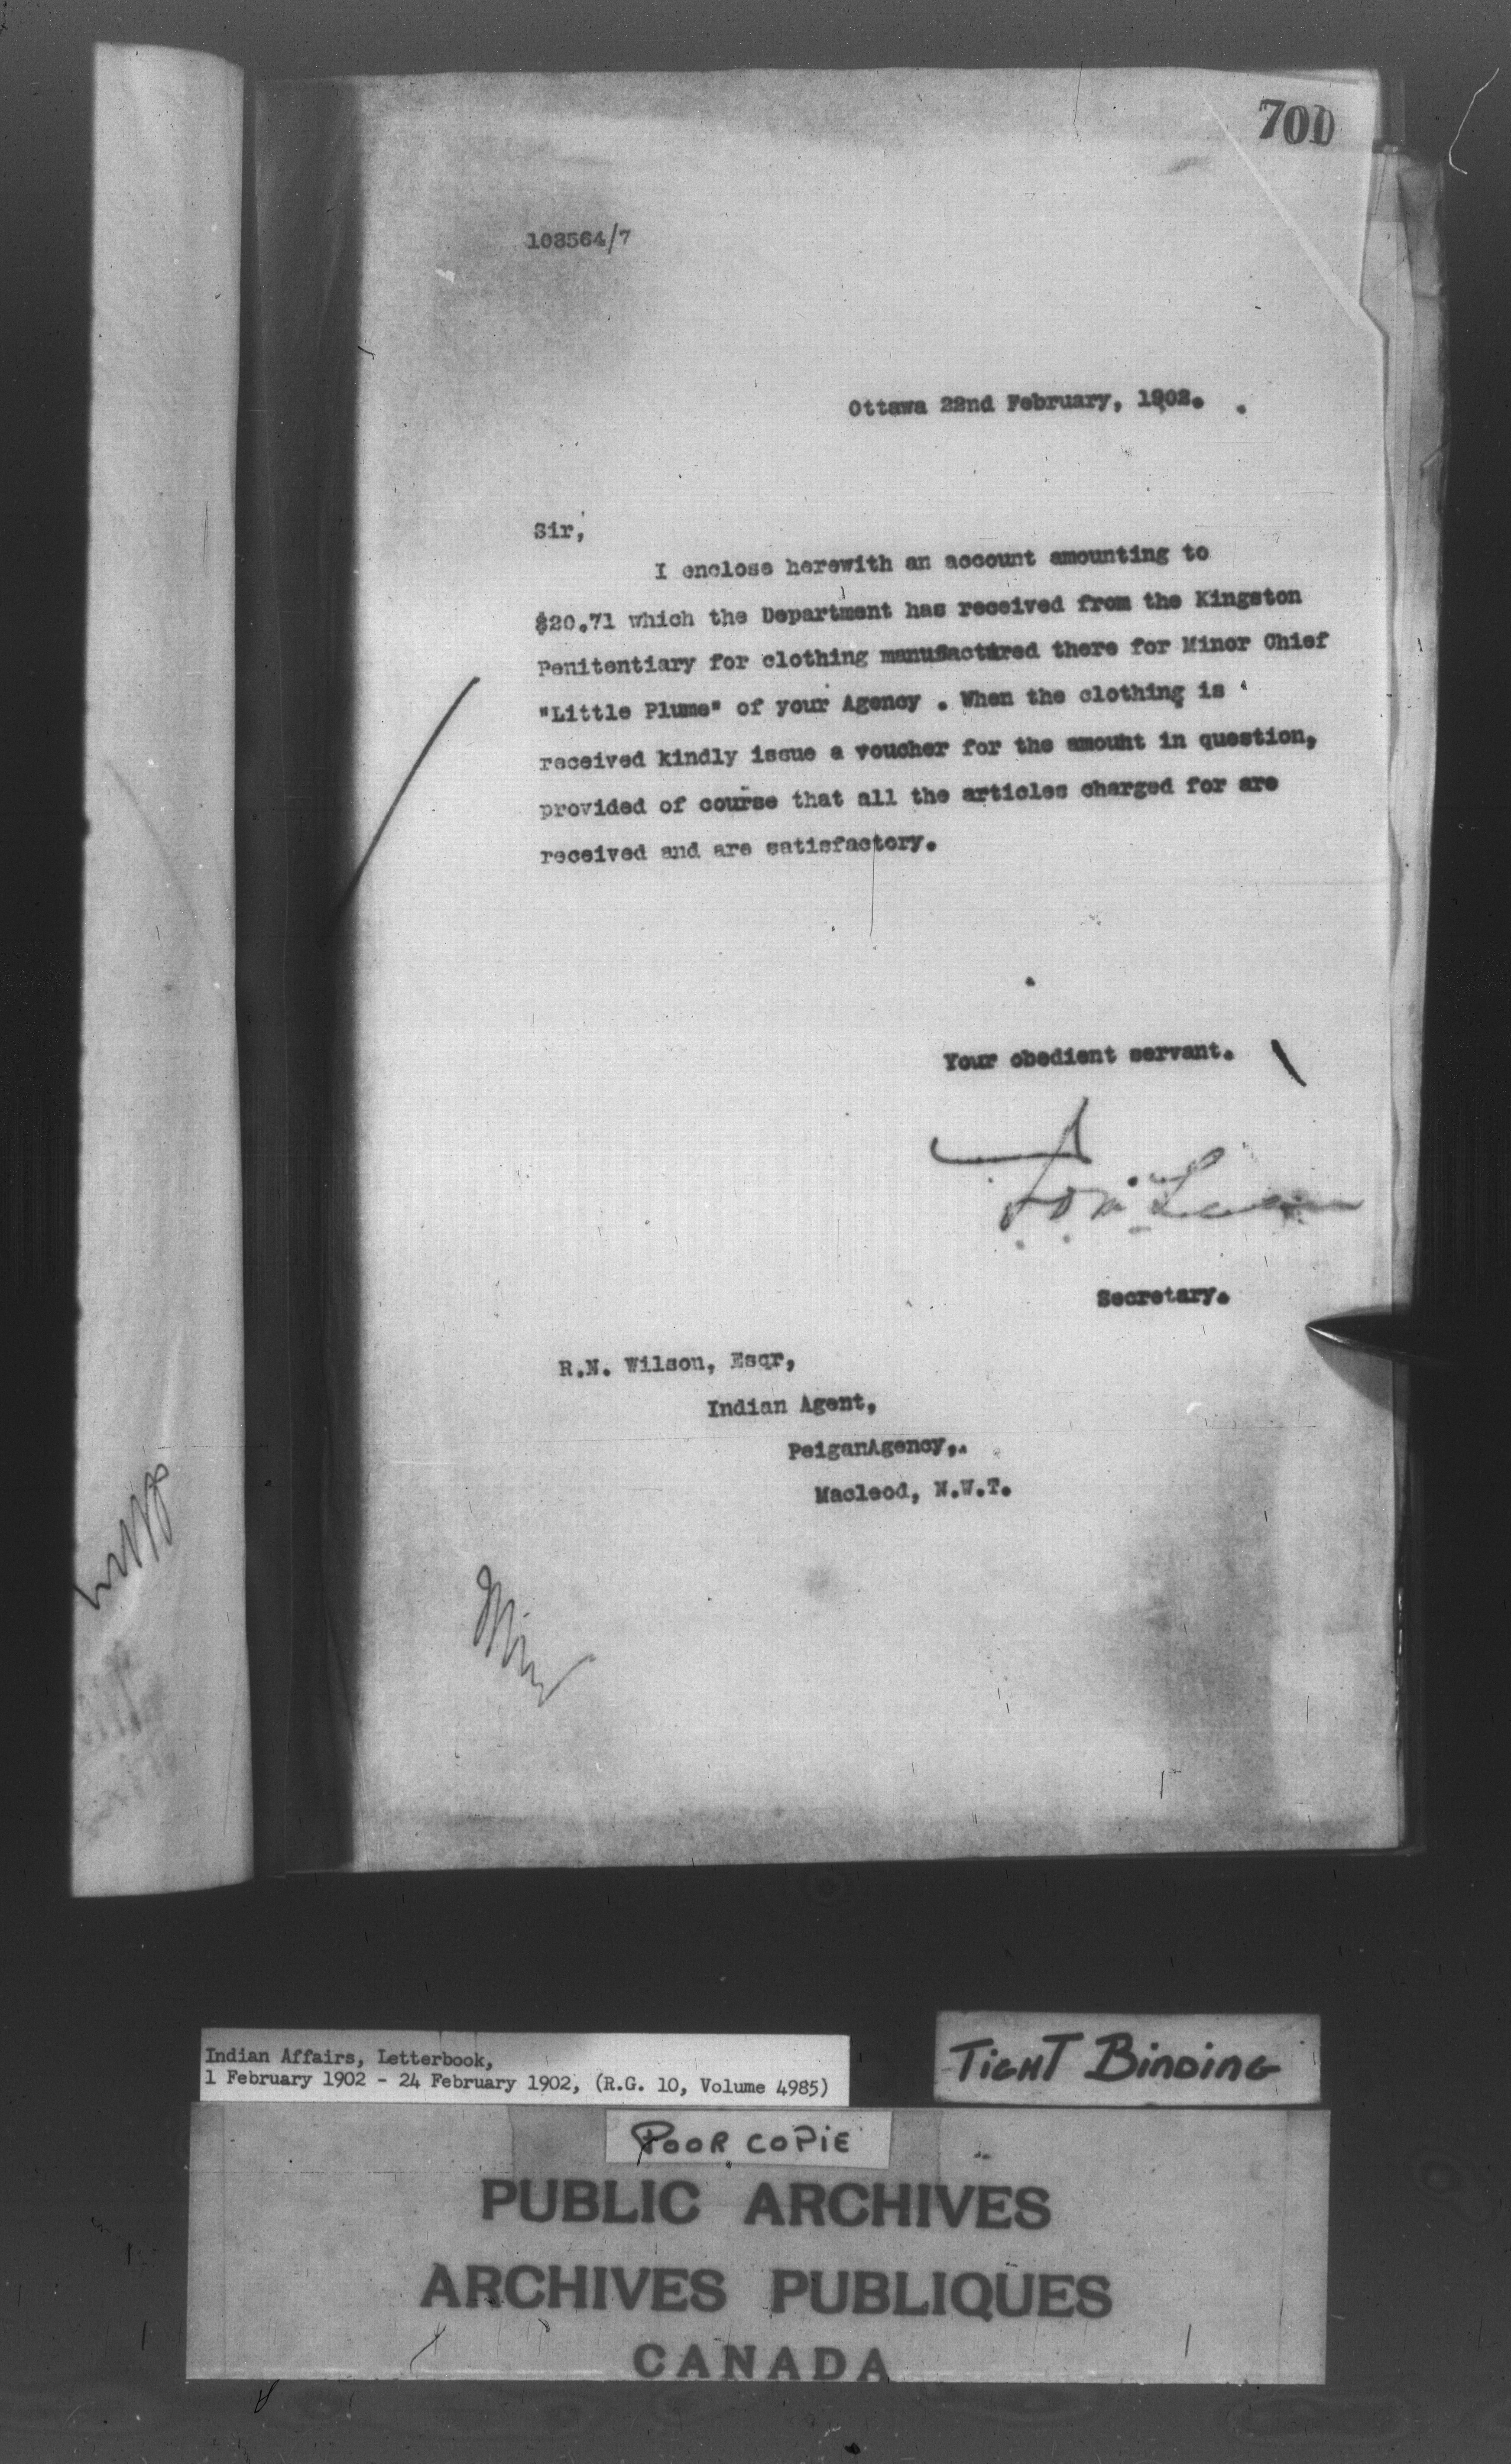 701
103564/7
Ottawa 22nd February, 1902.
Sir,
I enclose herewith an account amounting to
$20.71 which the Department has received from the Kingston
Penitentiary for clothing manufactured there for Minor Chief
"Little Plume" of your Agency . When the clothing is
received kindly issue a voucher for the amount in question,
provided of course that all the articles charged for are
received and are satisfactory.
Your obedient servant.
Secretary.
R.N. Wilson, Esqr,
Indian Agent,
PeiganAgency,.
Macleod, N.W.T.
Indian Affairs, Letterbook,
1 February 1902 - 24 February 1902, (R.G. 10, Volume 4985)
TIGHT BINDING
POOR COPIE
PUBLIC ARCHIVES
ARCHIVES PUBLIQUES
CANADA